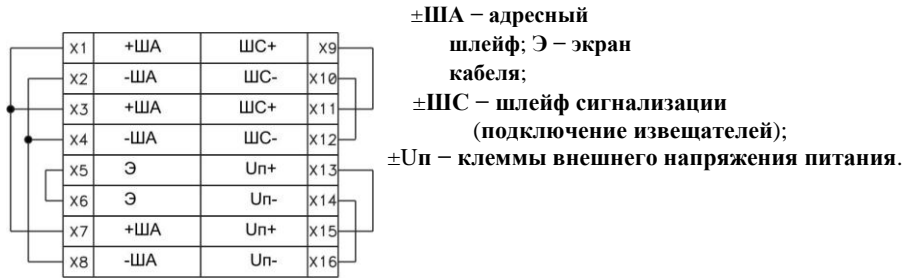 X1 +ША ШС+ X9
X2 -ША ШС- X10
X3 +ША ШС+ X11
X4 -ША ШС- X12
X5 Э Uп+ X13
X6 Э Uп- X14
X7 +ША Uп+ X15
X8 -ША Uп- X16
±ША − адресный
шлейф; Э − экран
кабеля;
±ШС − шлейф сигнализации
(подключение извещателей);
±Uп − клеммы внешнего напряжения питания.